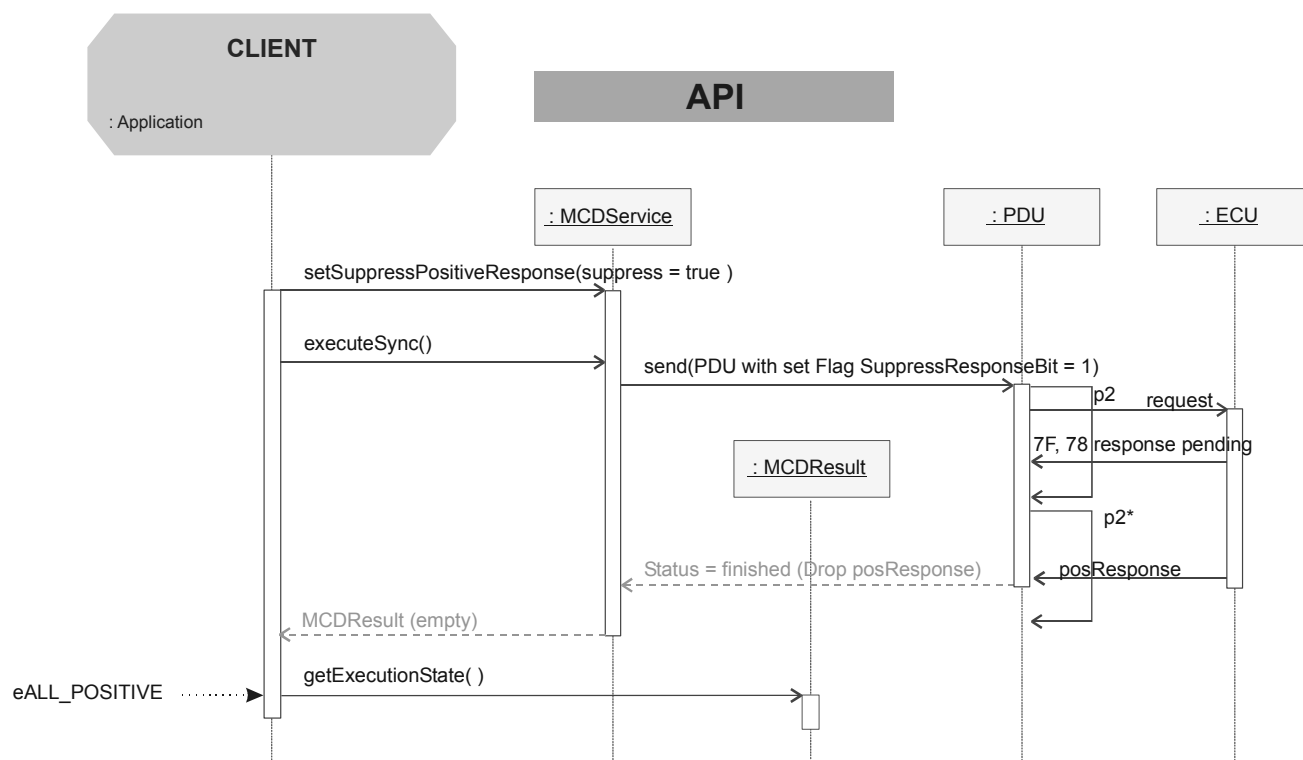 CLIENT
: Application
API
: MCDService
: PDU
: ECU
setSuppressPositiveResponse(suppress = true )
executeSync()
send(PDU with set Flag SuppressResponseBit = 1)
p2
request
7F, 78 response pending
: MCDResult
p2*
Status = finished (Drop posResponse)
posResponse
MCDResult (empty)
getExecutionState( )
eALL_POSITIVE